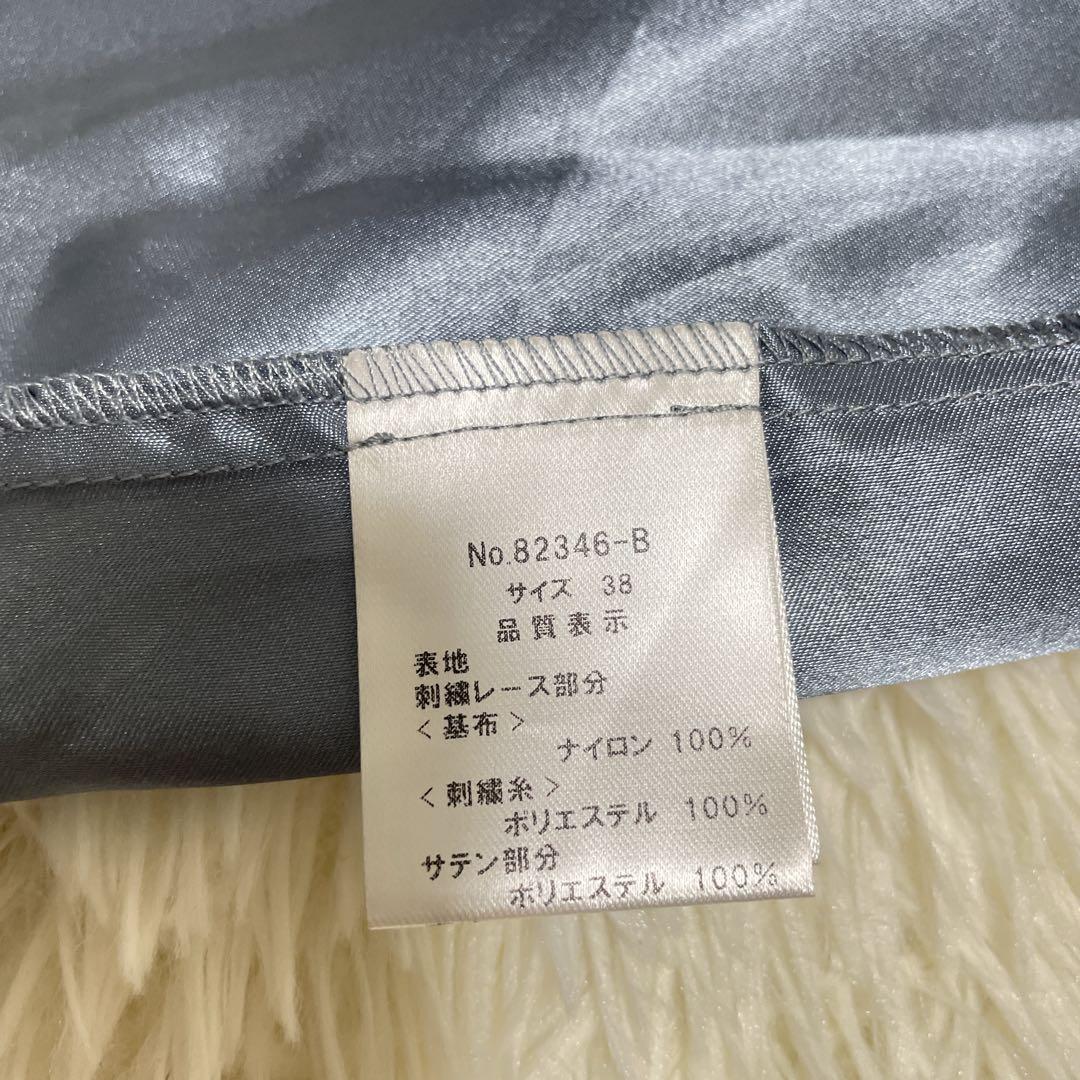 No.82346-B
サイズ 38
品質表示
表地
刺繍レース部分
<基布>
ナイロン 100%
<刺繍糸>
ポリエステル 100%
サテン部分
ポリエステル 100%